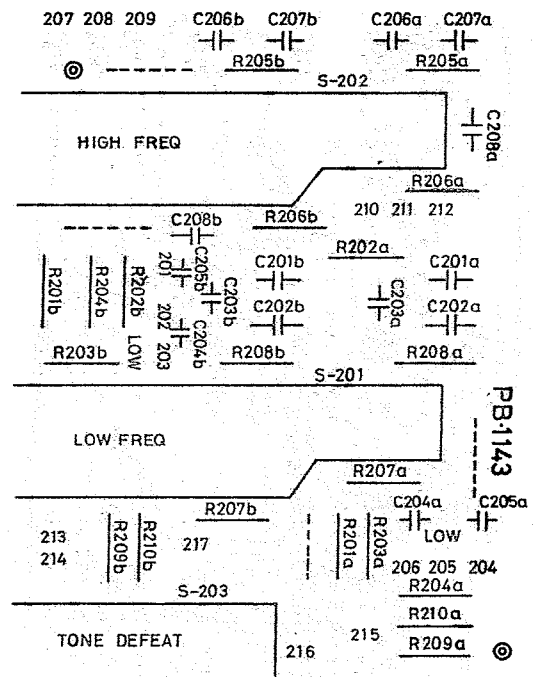 207 208 209 C206b C207b C206a C207a
R205b R205a
S-202
HIGH FREQ
C208a
R206a
R206b 210 211 212
C208b
R202a
R201b R204b R202b 201 C205b C203b C201b C203a C201a
LOW 202 203 C204b C202b C202a
R203b R208b R208a
S-201
PB-1143
LOW FREQ
R207a
R207b C204a C205a
LOW
213
214
R209b R210b 217 R201a R203a
206 205 204
R204a
S-203
R210a
TONE DEFEAT
215
216
R209a